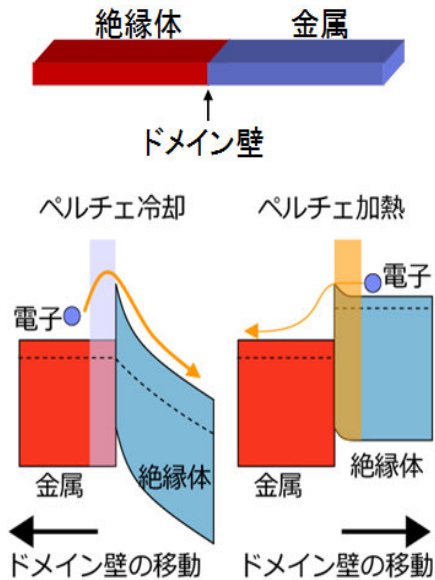 絶縁体 金属
ドメイン壁
ペルチェ冷却 ペルチェ加熱
電子 電子
金属 絶縁体 金属 絶縁体
ドメイン壁の移動 ドメイン壁の移動